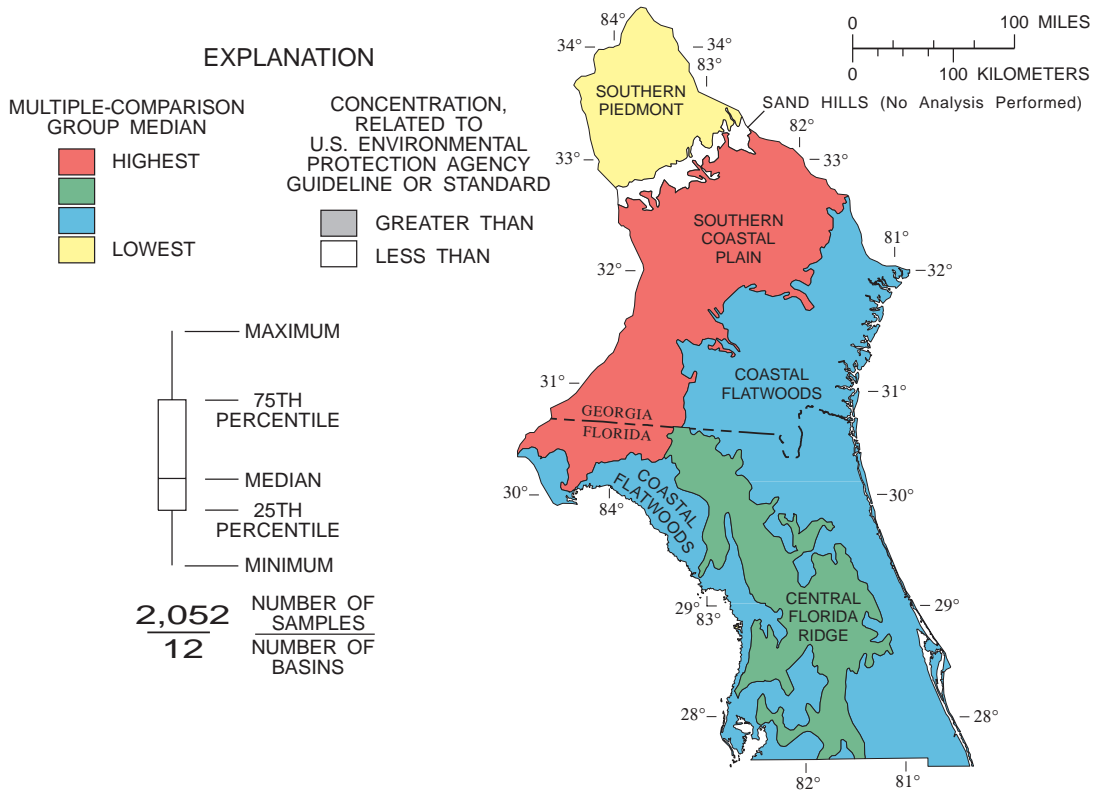 EXPLANATION
MULTIPLE-COMPARISON
GROUP MEDIAN
HIGHEST
LOWEST
CONCENTRATION,
RELATED TO
U.S. ENVIRONMENTAL
PROTECTION AGENCY
GUIDELINE OR STANDARD
GREATER THAN
LESS THAN
MAXIMUM
75TH
PERCENTILE
MEDIAN
25TH
PERCENTILE
MINIMUM
2,052
12
NUMBER OF
SAMPLES
NUMBER OF
BASINS
0 100 MILES
0 100 KILOMETERS
84°
34°
34°
83°
SOUTHERN
PIEDMONT
SAND HILLS (No Analysis Performed)
82°
33°
33°
SOUTHERN
COASTAL
PLAIN
81°
32°
32°
COASTAL
FLATWOODS
31°
31°
GEORGIA
FLORIDA
COASTAL
FLATWOODS
30°
84°
30°
CENTRAL
FLORIDA
RIDGE
29°
83°
29°
28°
28°
82°
81°